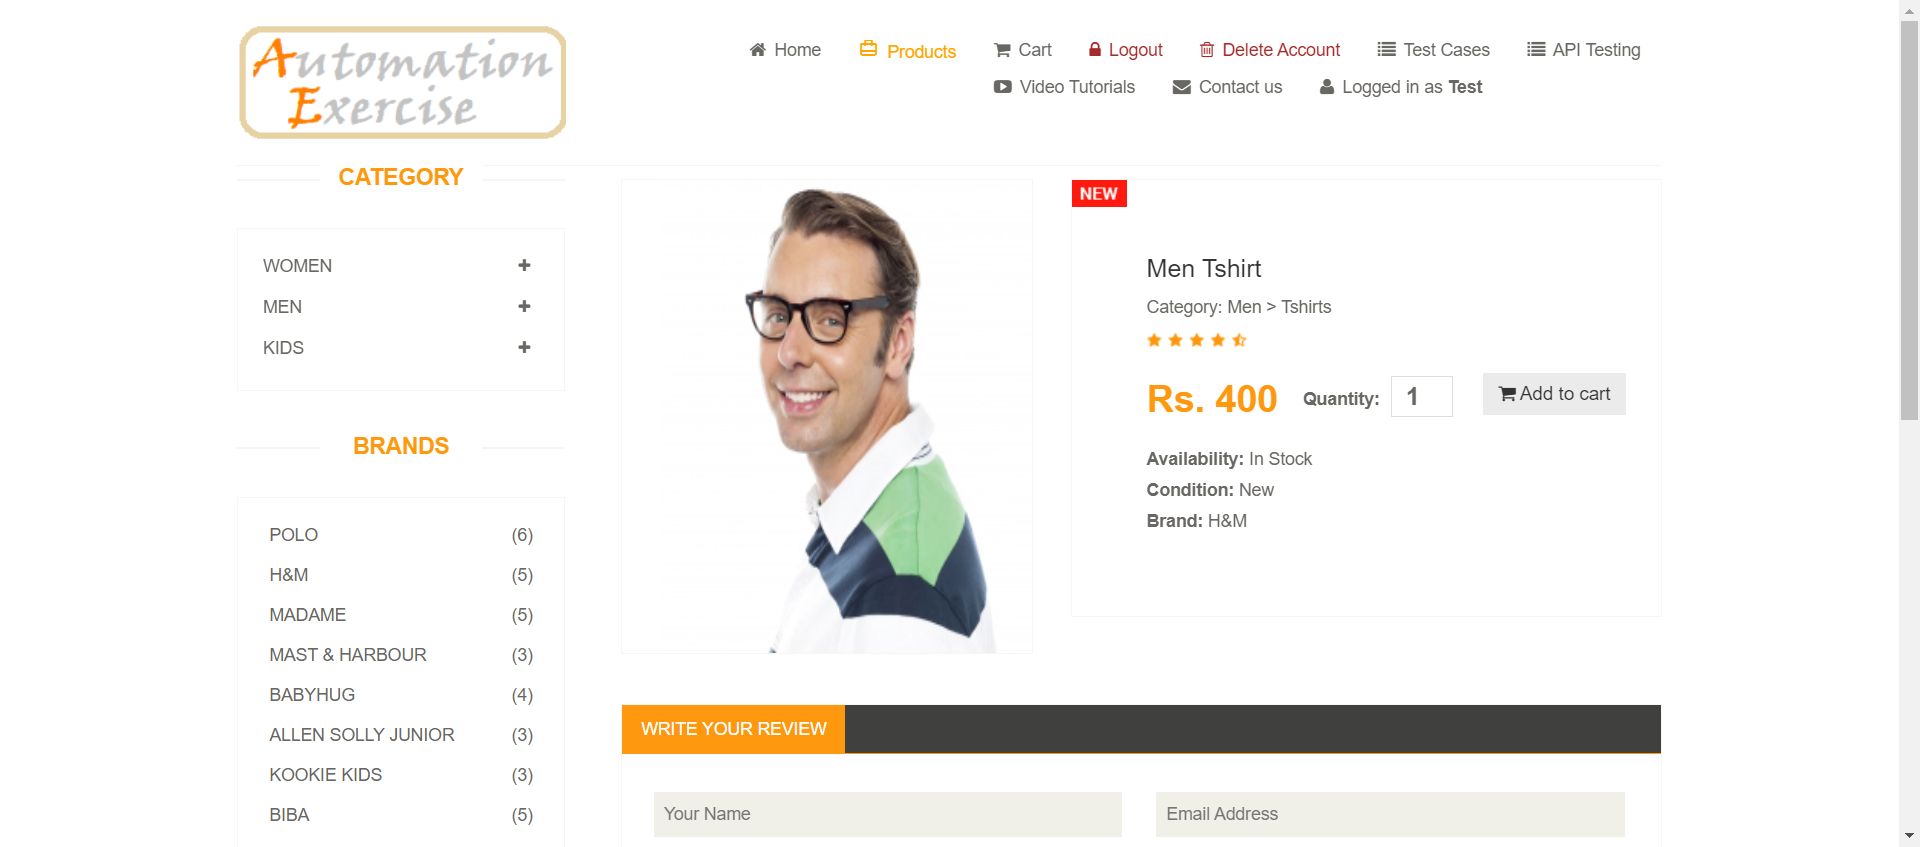 Automation
Exercise
Home
Products
Cart
Logout
Delete Account
Test Cases
API Testing
Video Tutorials
Contact us
Logged in as Test
CATEGORY
WOMEN
MEN
KIDS
BRANDS
POLO (6)
H&M (5)
MADAME (5)
MAST & HARBOUR (3)
BABYHUG (4)
ALLEN SOLLY JUNIOR (3)
KOOKIE KIDS (3)
BIBA (5)
NEW
Men Tshirt
Category: Men > Tshirts
Rs. 400 Quantity: 1 Add to cart
Availability: In Stock
Condition: New
Brand: H&M
WRITE YOUR REVIEW
Your Name
Email Address